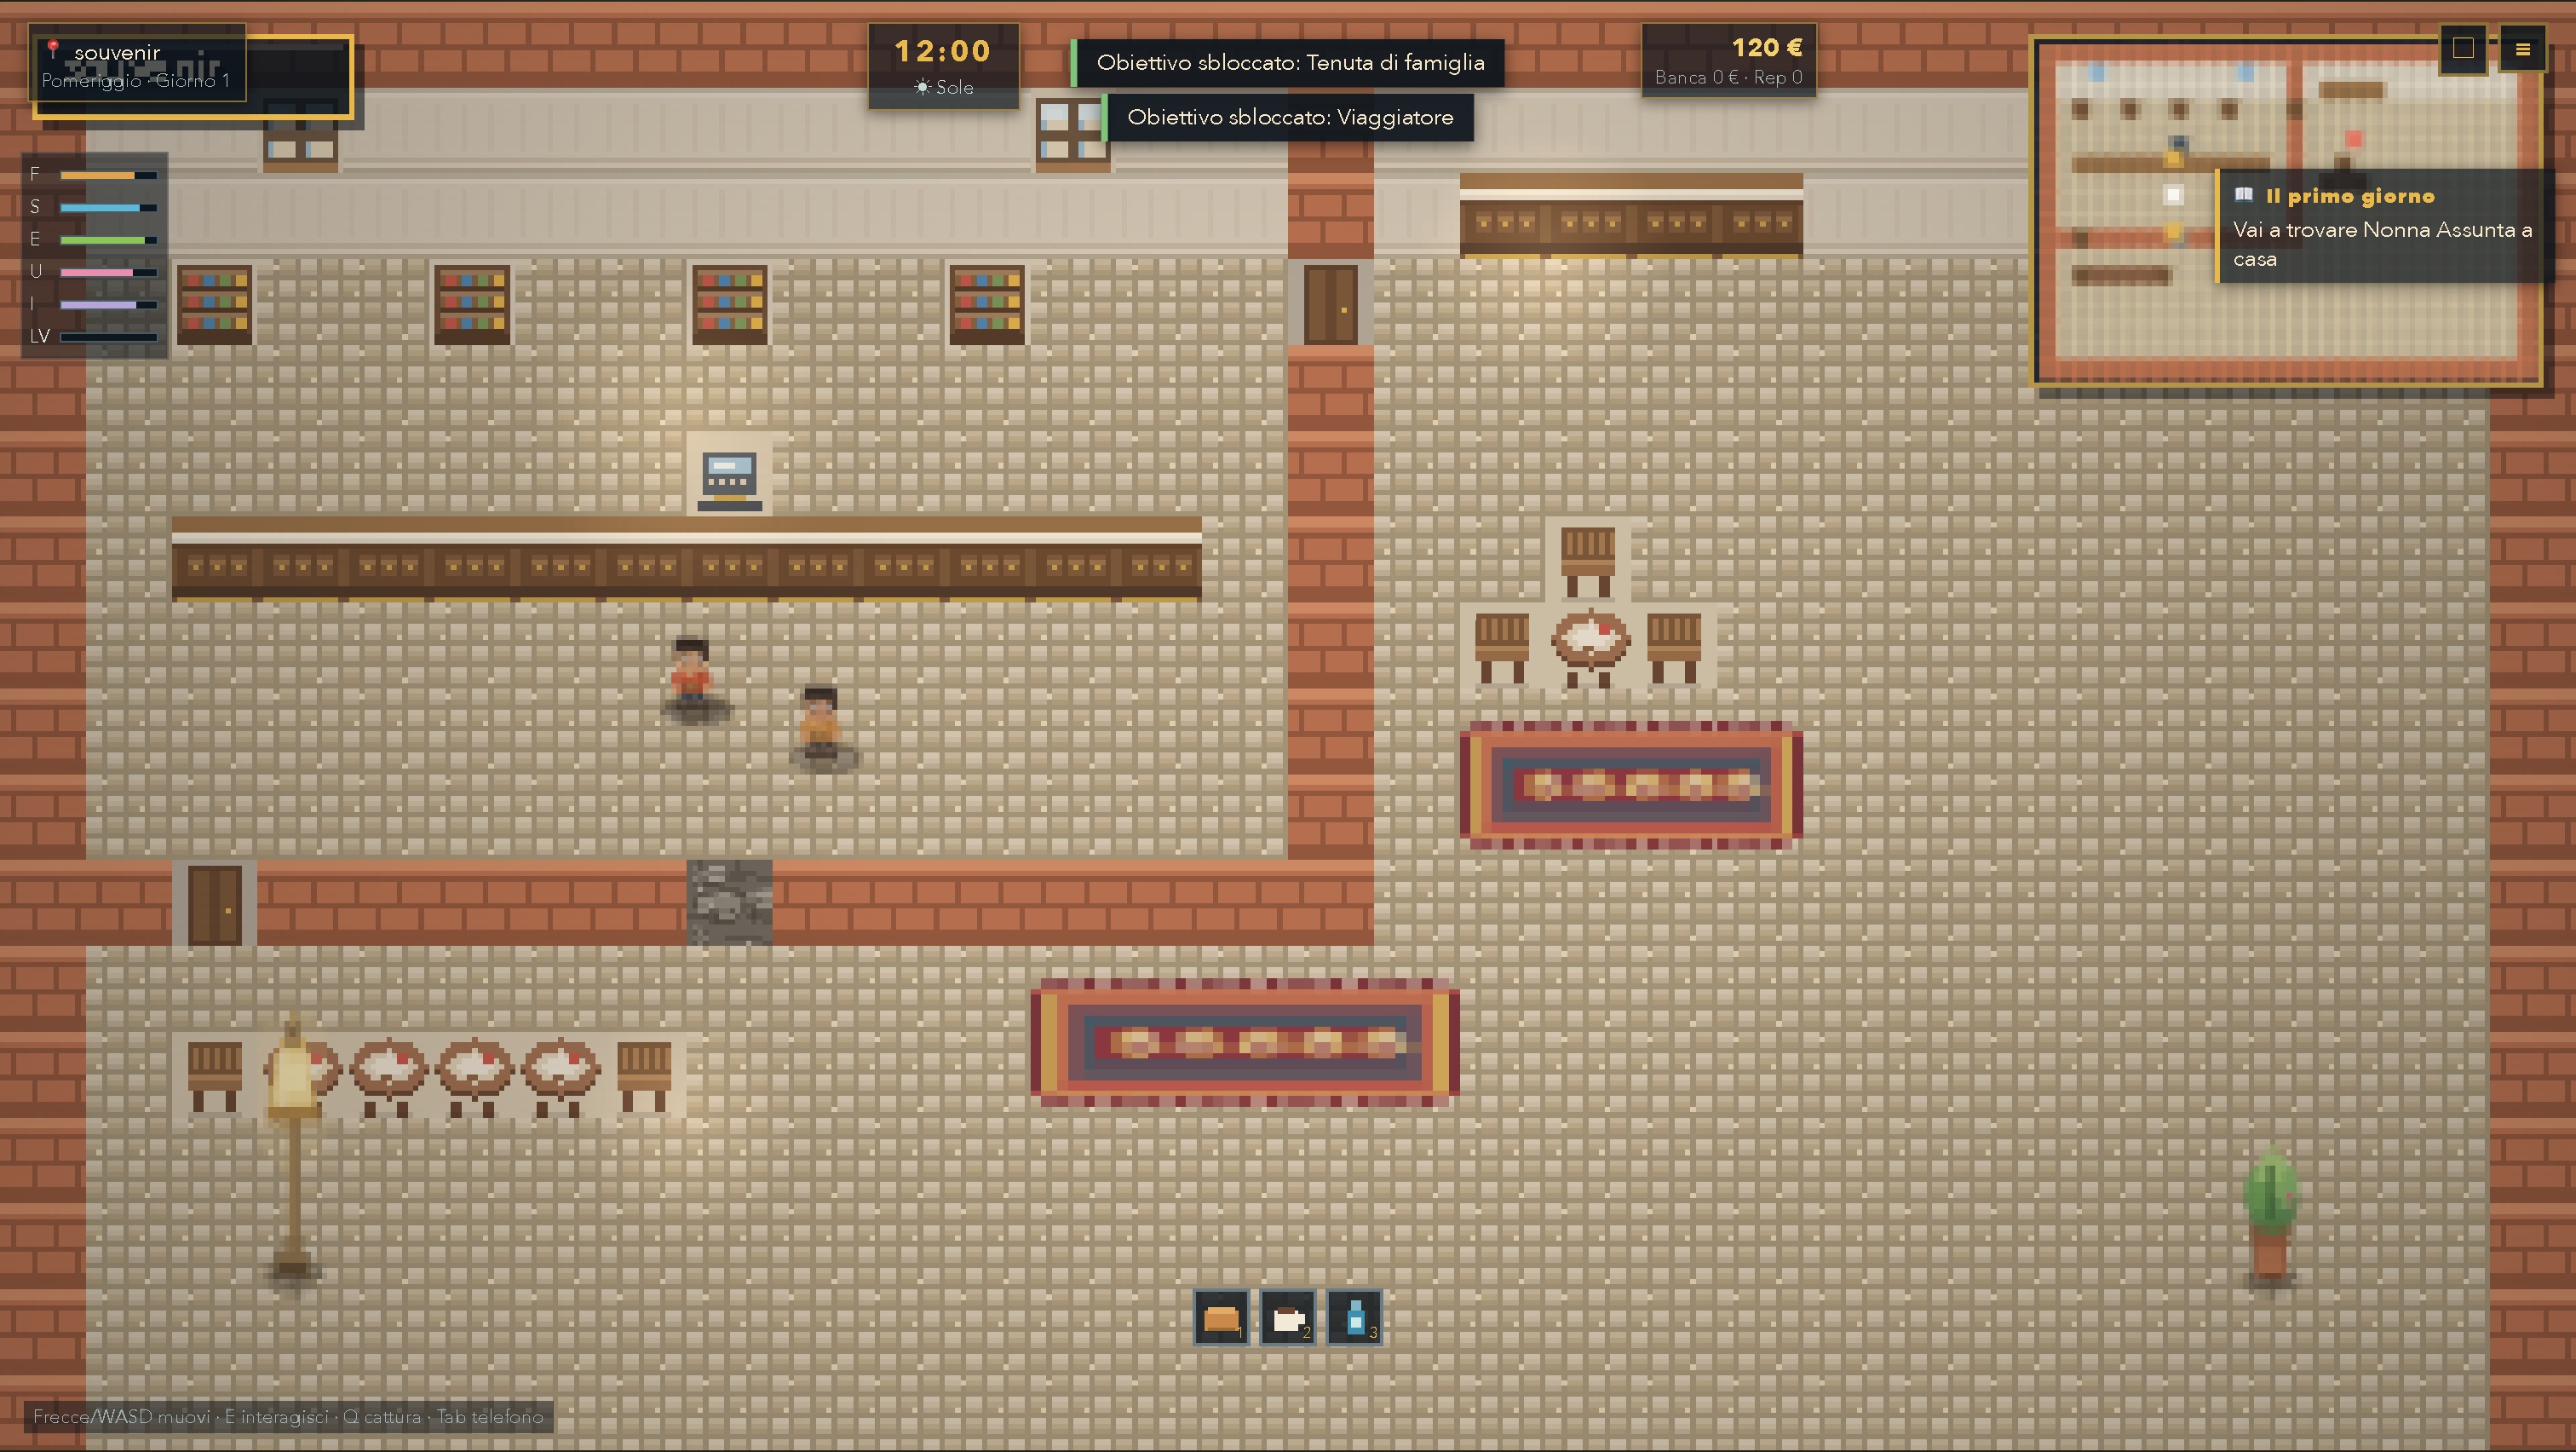 souvenir
Pomeriggio · Giorno 1
12:00
Sole
Obiettivo sbloccato: Tenuta di famiglia
Obiettivo sbloccato: Viaggiatore
120 €
Banca 0 € · Rep 0
F
S
E
U
I
LV
Il primo giorno
Vai a trovare Nonna Assunta a
casa
1
2
3
Frecce/WASD muovi · E interagisci · Q cattura · Tab telefono